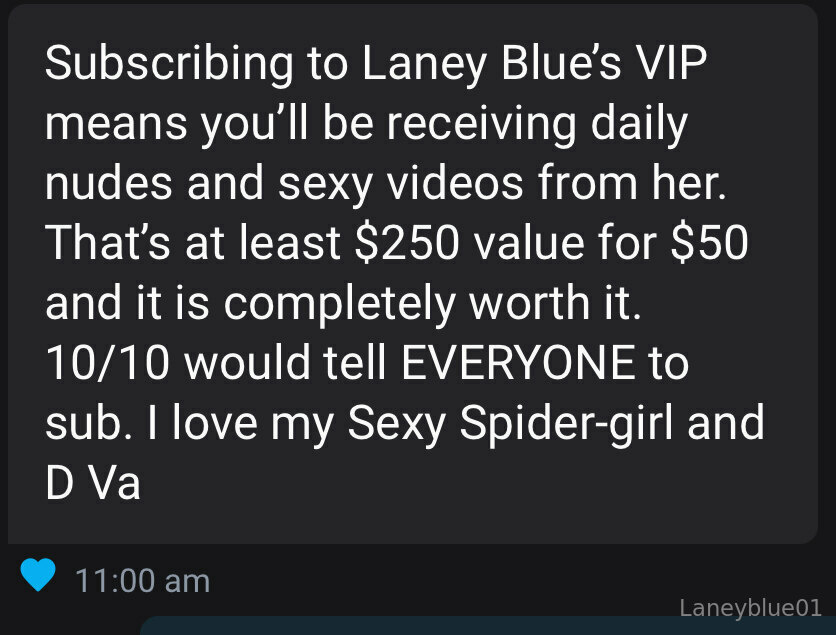 Subscribing to Laney Blue’s VIP
means you’ll be receiving daily
nudes and sexy videos from her.
That’s at least $250 value for $50
and it is completely worth it.
10/10 would tell EVERYONE to
sub. I love my Sexy Spider-girl and
D Va
11:00 am
Laneyblue01